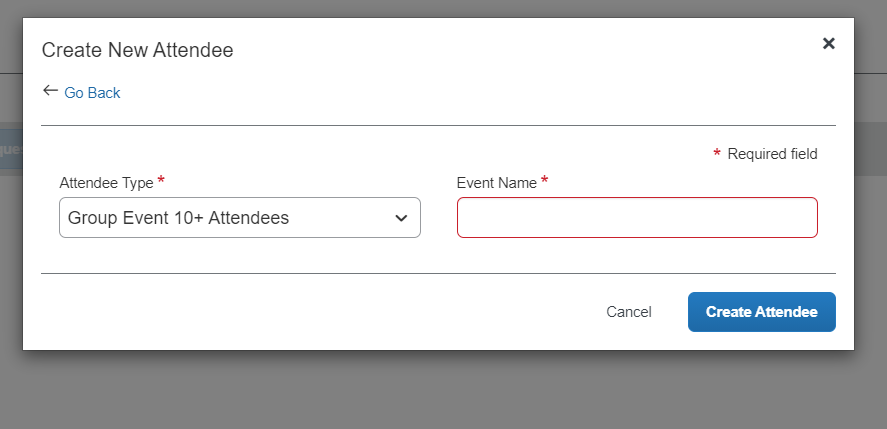 Create New Attendee
Go Back
* Required field
Attendee Type *
Event Name *
Group Event 10+ Attendees
Cancel
Create Attendee